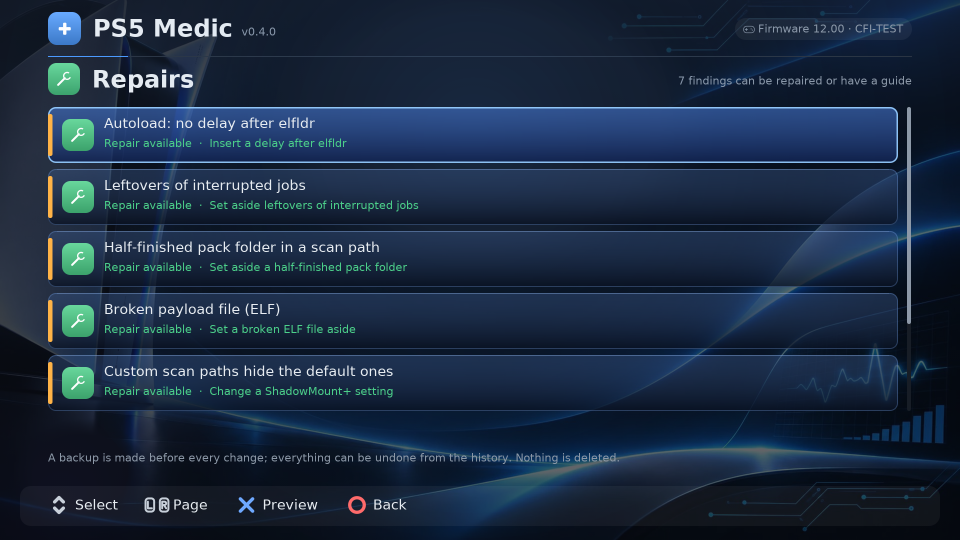 PS5 Medic v0.4.0
Firmware 12.00 · CFI-TEST
Repairs
7 findings can be repaired or have a guide
Autoload: no delay after elfldr
Repair available · Insert a delay after elfldr
Leftovers of interrupted jobs
Repair available · Set aside leftovers of interrupted jobs
Half-finished pack folder in a scan path
Repair available · Set aside a half-finished pack folder
Broken payload file (ELF)
Repair available · Set a broken ELF file aside
Custom scan paths hide the default ones
Repair available · Change a ShadowMount+ setting
A backup is made before every change; everything can be undone from the history. Nothing is deleted.
Select L R Page Preview Back